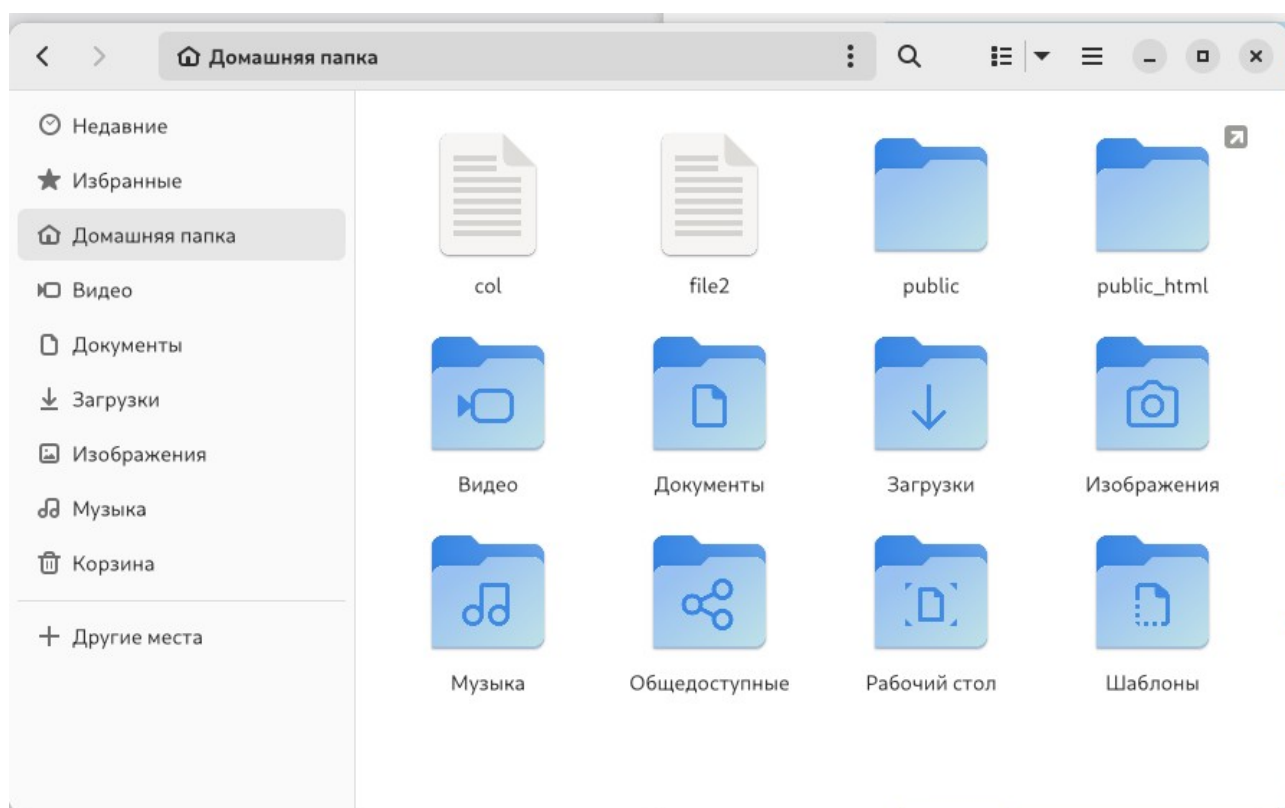 Домашняя папка
Недавние
Избранные
Домашняя папка
Видео
Документы
Загрузки
Изображения
Музыка
Корзина
Другие места
col
file2
public
public_html
Видео
Документы
Загрузки
Изображения
Музыка
Общедоступные
Рабочий стол
Шаблоны